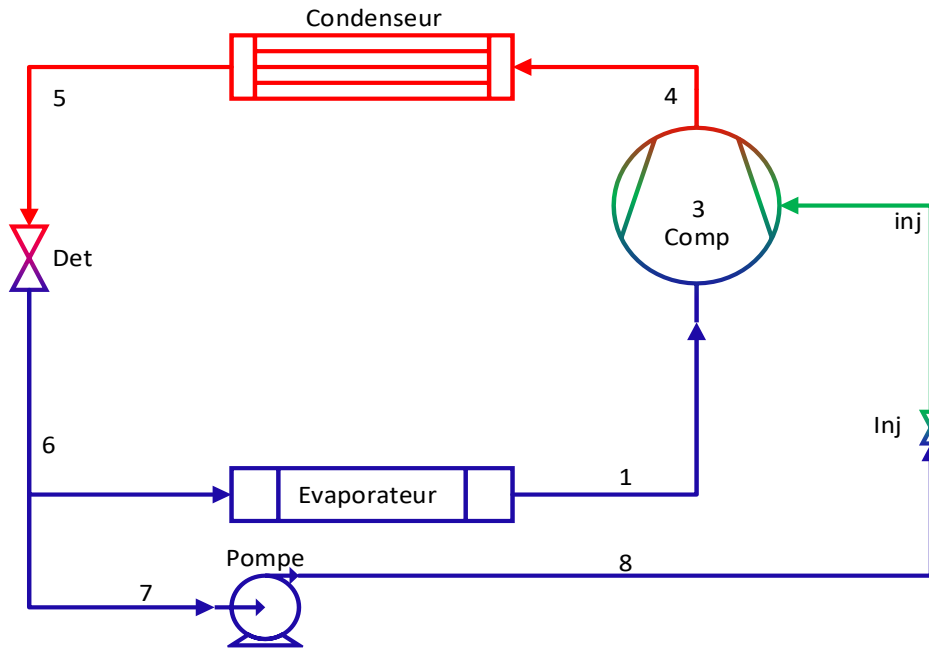 Condenseur
5
4
3
Comp
inj
Det
Inj
6
Evaporateur
1
Pompe
8
7